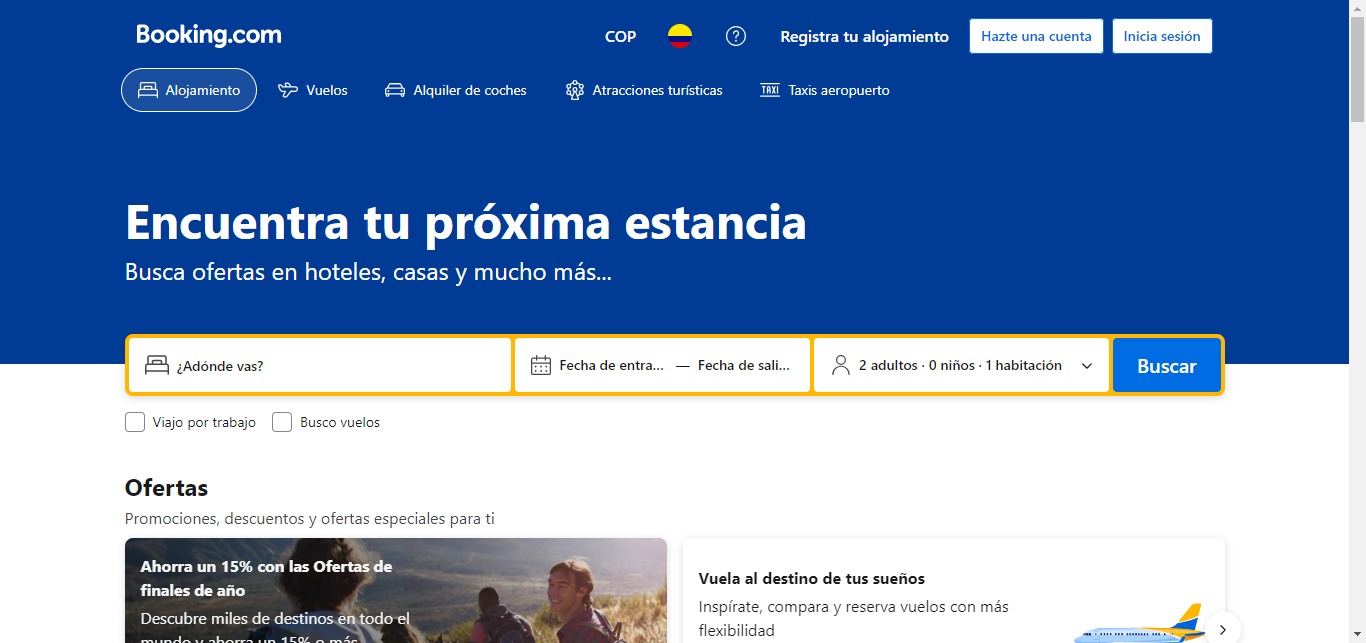 Booking.com
COP
Registra tu alojamiento
Hazte una cuenta
Inicia sesión
Alojamiento
Vuelos
Alquiler de coches
Atracciones turísticas
TAXI
Taxis aeropuerto
Encuentra tu próxima estancia
Busca ofertas en hoteles, casas y mucho más...
¿Adónde vas?
Fecha de entra... — Fecha de sali...
2 adultos · 0 niños · 1 habitación
Buscar
Viajo por trabajo
Busco vuelos
Ofertas
Promociones, descuentos y ofertas especiales para ti
Ahorra un 15% con las Ofertas de
finales de año
Descubre miles de destinos en todo el
mundo y ahorra un 15% o más
Vuela al destino de tus sueños
Inspírate, compara y reserva vuelos con más
flexibilidad